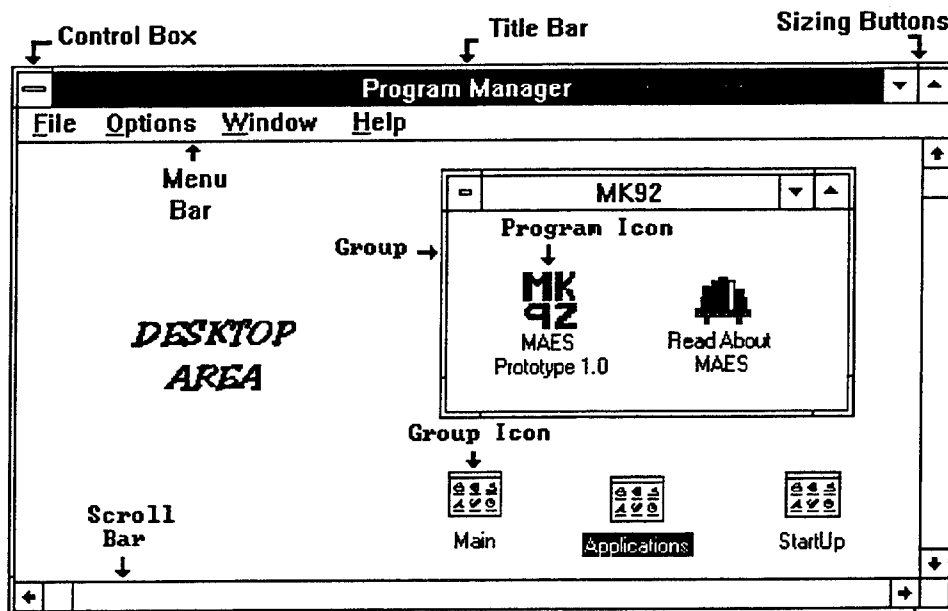 Control Box
Title Bar
Sizing Buttons
Program Manager
File Options Window Help
Menu
Bar
MK92
Group
Program Icon
MK
92
MAES
Prototype 1.0
Read About
MAES
DESKTOP
AREA
Group Icon
Main
Applications
StartUp
Scroll
Bar